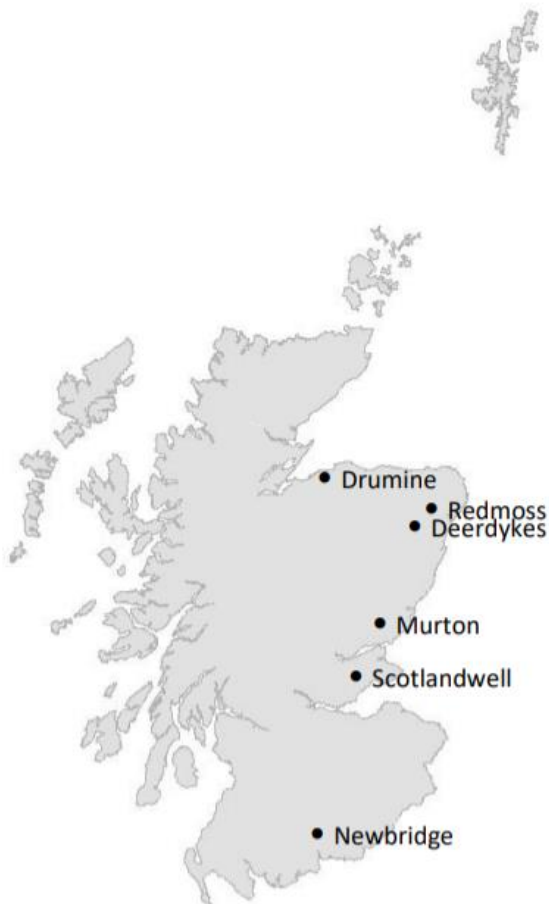 Drumine
Redmoss
Deerdykes
Murton
Scotlandwell
Newbridge